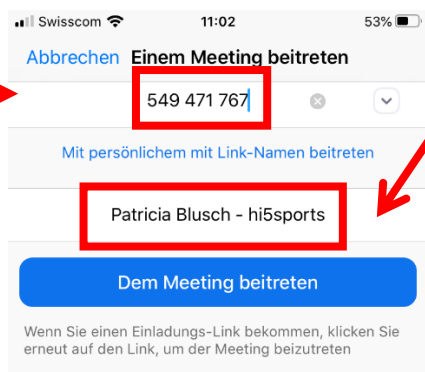 Swisscom 11:02 53%
Abbrechen Einem Meeting beitreten
549 471 767
Mit persönlichem mit Link-Namen beitreten
Patricia Blusch - hi5sports
Dem Meeting beitreten
Wenn Sie einen Einladungs-Link bekommen, klicken Sie
erneut auf den Link, um der Meeting beizutreten